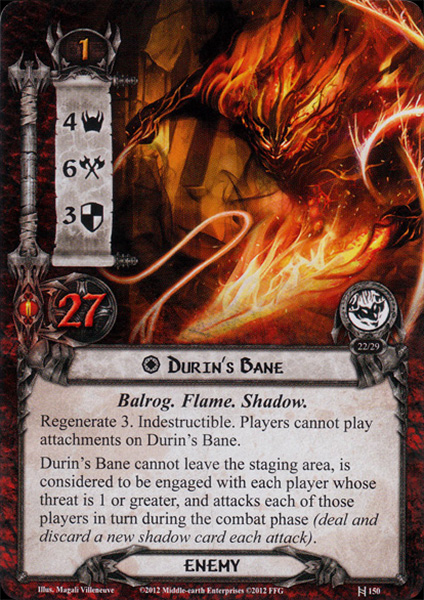 1
4
6
3
27
22/29
Durin's Bane
Balrog. Flame. Shadow.
Regenerate 3. Indestructible. Players cannot play
attachments on Durin's Bane.
Durin's Bane cannot leave the staging area, is
considered to be engaged with each player whose
threat is 1 or greater, and attacks each of those
players in turn during the combat phase (deal and
discard a new shadow card each attack).
ENEMY
Illus. Magali Villeneuve ©2012 Middle-earth Enterprises ©2012 FFG 150